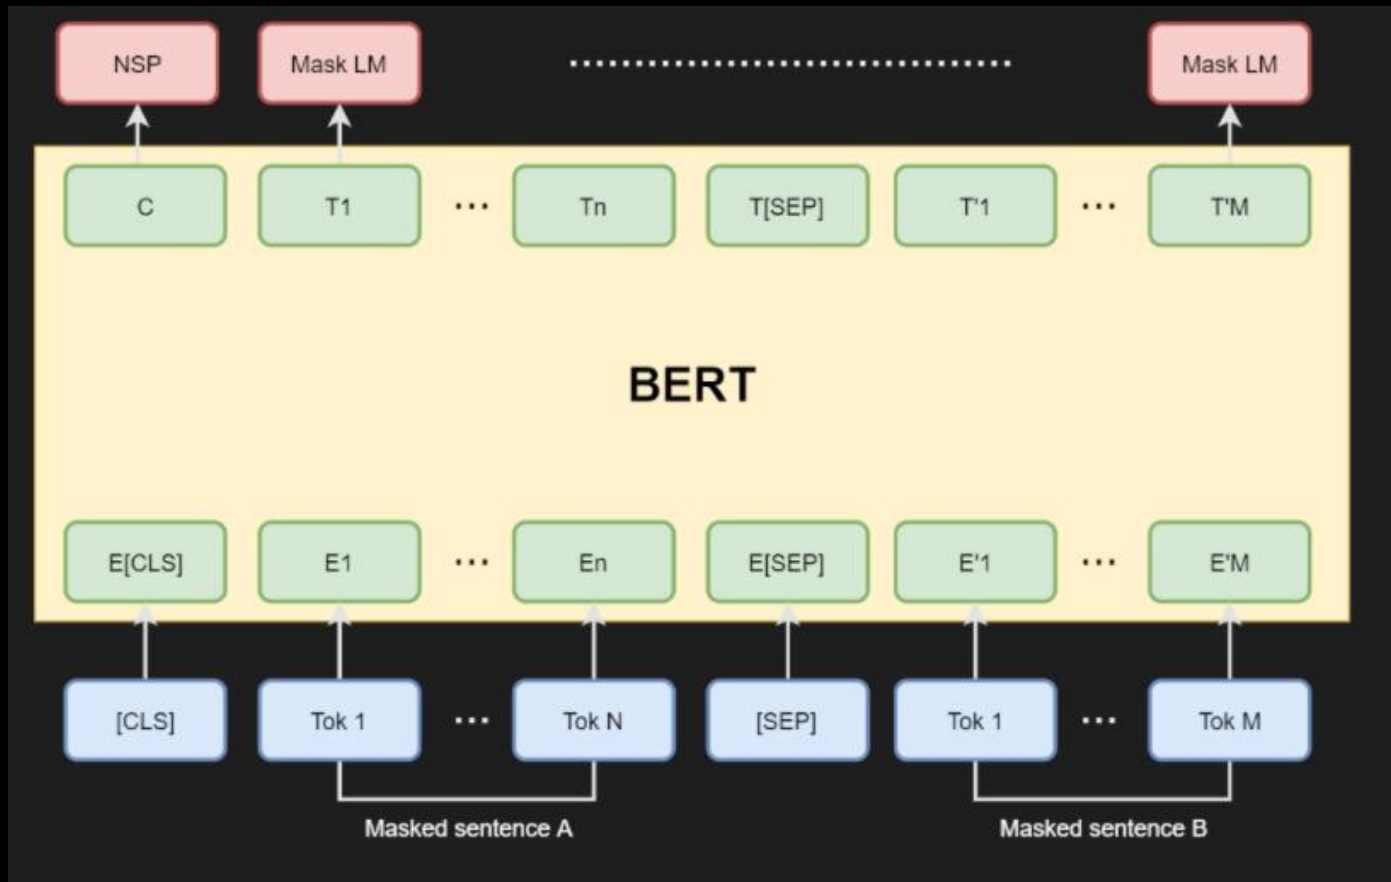 NSP Mask LM Mask LM
C T1 ... Tn T[SEP] T'1 ... T'M
BERT
E[CLS] E1 ... En E[SEP] E'1 ... E'M
[CLS] Tok 1 ... Tok N [SEP] Tok 1 ... Tok M
Masked sentence A Masked sentence B